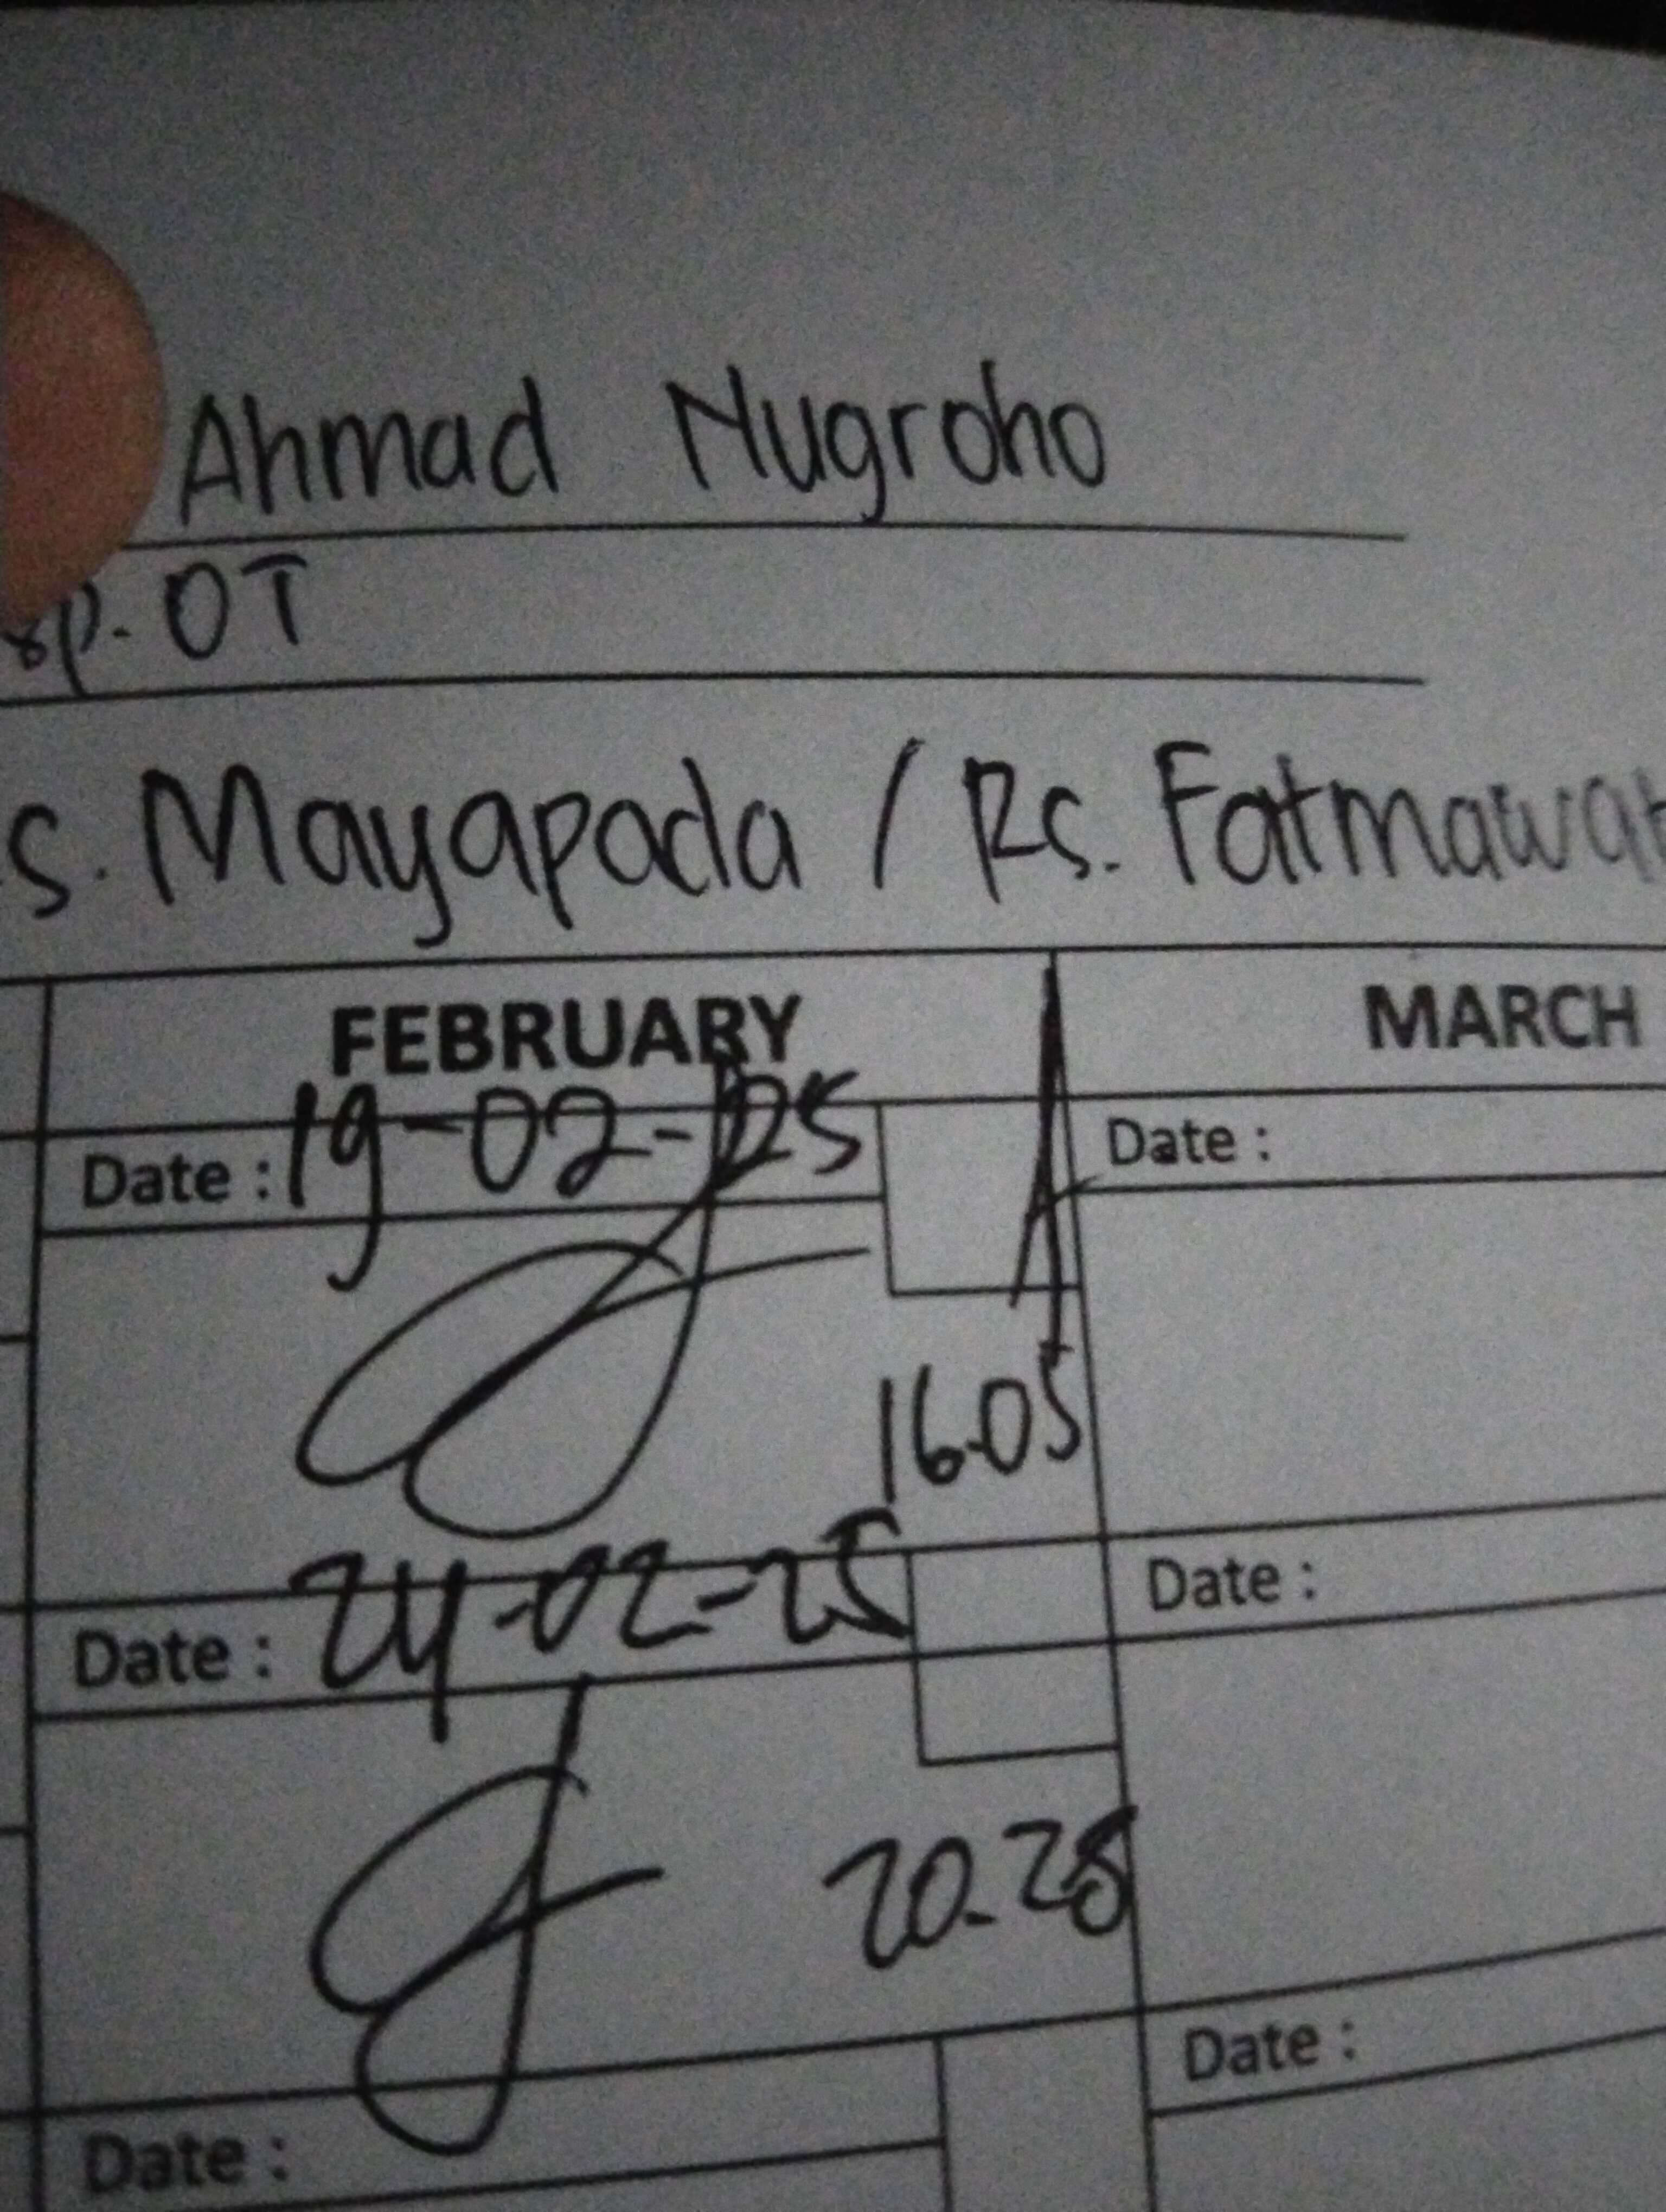 Ahmad Nugroho
sp. OT
s. Mayapada / Rs. Fatmawat
FEBRUARY MARCH
Date : 19-02-25 Date :
16.05
Date : 24-02-25 Date :
20.28
Date : Date :